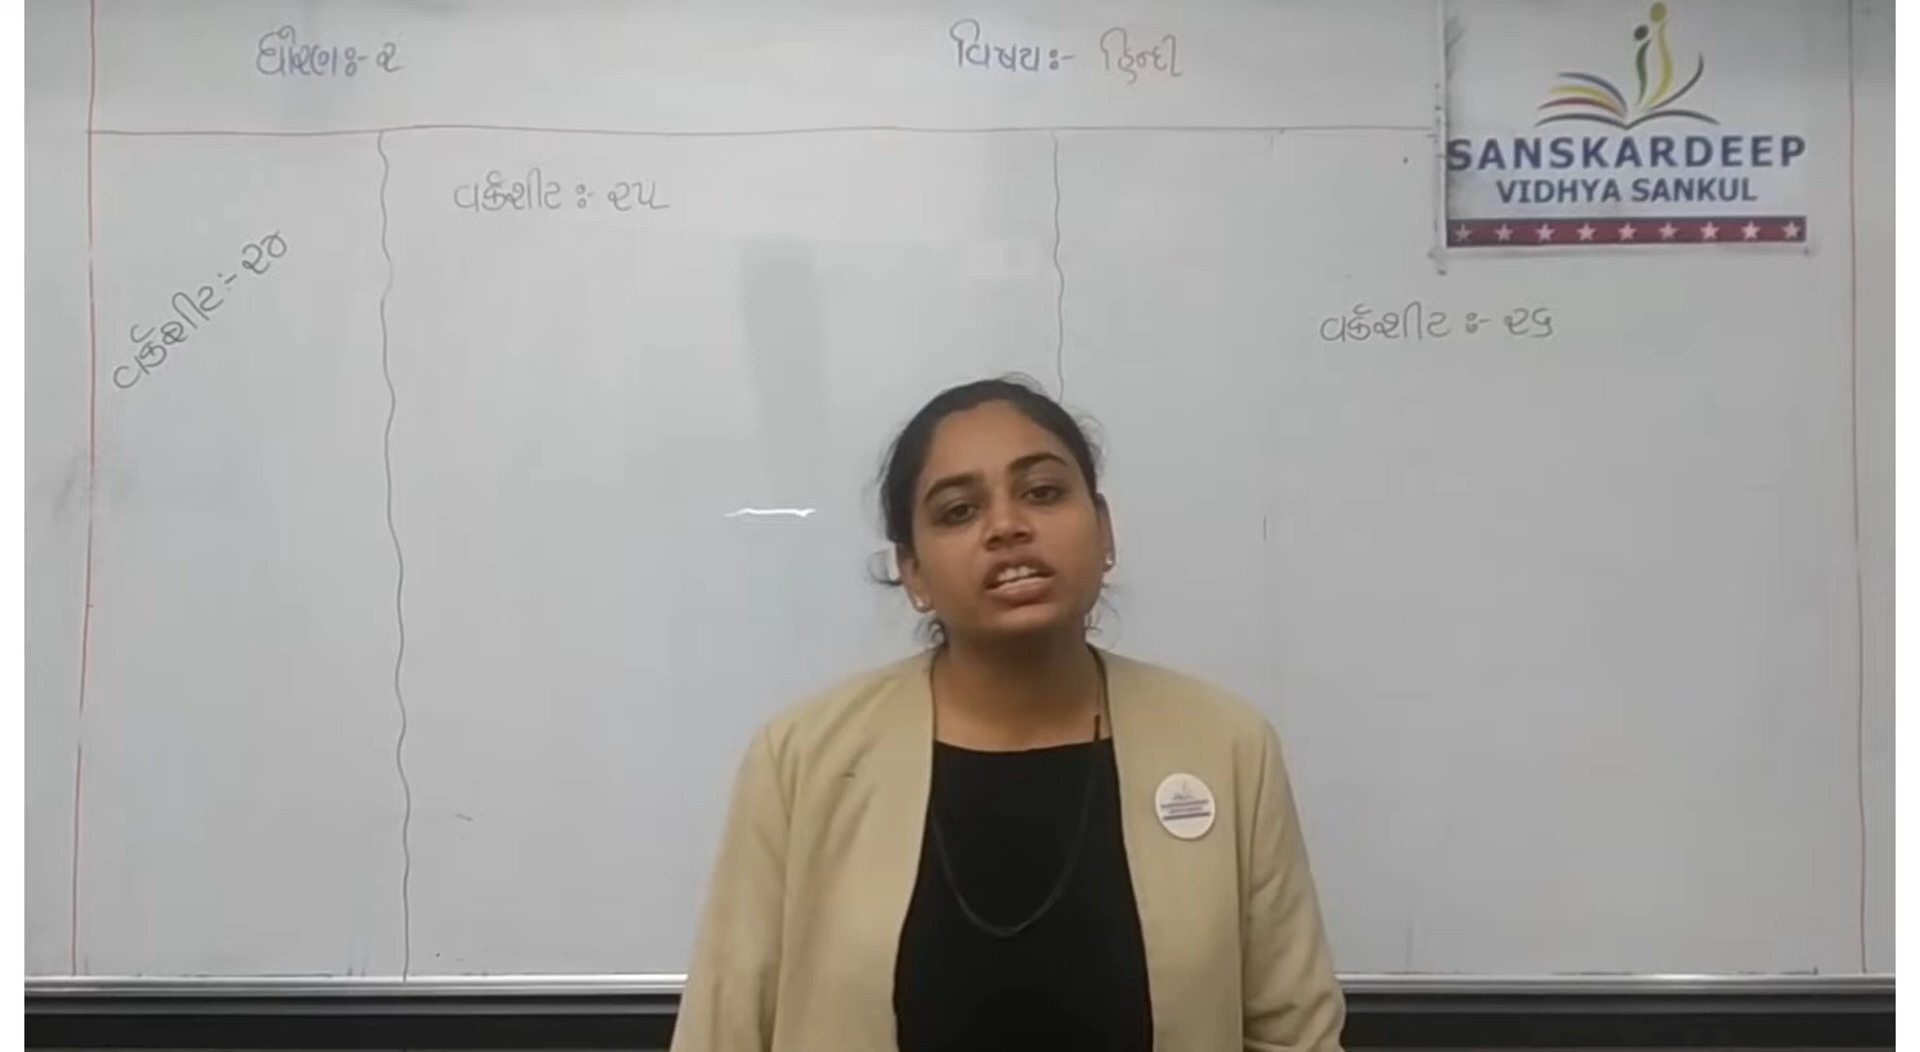 ધોરણઃ- ૨
વિષયઃ- હિન્દી
SANSKARDEEP
VIDHYA SANKUL
વર્કશીટઃ- ૨૪
વર્કશીટઃ- ૨૫
વર્કશીટઃ- ૨૬